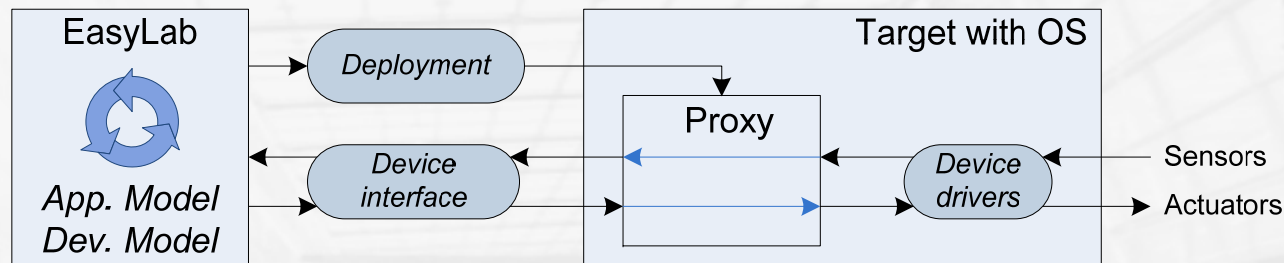 EasyLab
App. Model
Dev. Model
Deployment
Device
interface
Target with OS
Proxy
Device
drivers
Sensors
Actuators